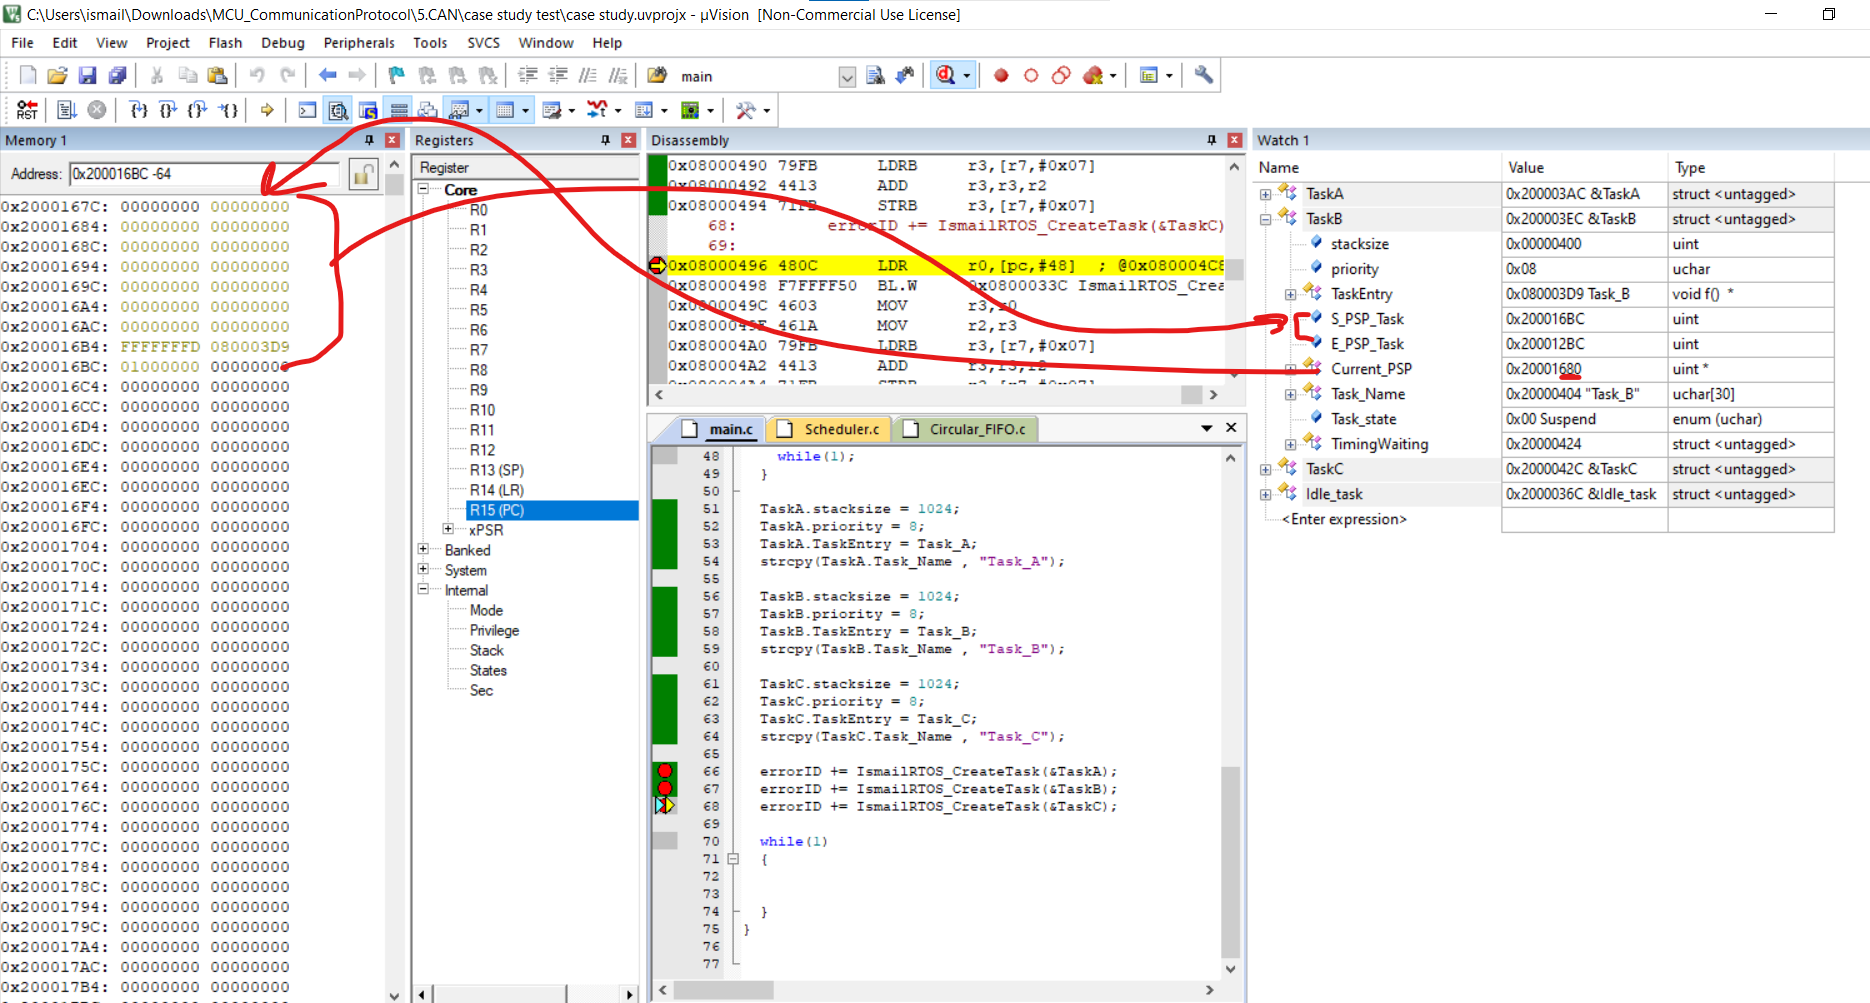 C:\Users\ismail\Downloads\MCU_CommunicationProtocol\5.CAN\case study test\case study.uvprojx - µVision  [Non-Commercial Use License]
File Edit View Project Flash Debug Peripherals Tools SVCS Window Help
main
RST
Memory 1
Address: 0x200016BC -64
0x2000167C: 00000000 00000000
0x20001684: 00000000 00000000
0x2000168C: 00000000 00000000
0x20001694: 00000000 00000000
0x2000169C: 00000000 00000000
0x200016A4: 00000000 00000000
0x200016AC: 00000000 00000000
0x200016B4: FFFFFFFD 080003D9
0x200016BC: 01000000 00000000
0x200016C4: 00000000 00000000
0x200016CC: 00000000 00000000
0x200016D4: 00000000 00000000
0x200016DC: 00000000 00000000
0x200016E4: 00000000 00000000
0x200016EC: 00000000 00000000
0x200016F4: 00000000 00000000
0x200016FC: 00000000 00000000
0x20001704: 00000000 00000000
0x2000170C: 00000000 00000000
0x20001714: 00000000 00000000
0x2000171C: 00000000 00000000
0x20001724: 00000000 00000000
0x2000172C: 00000000 00000000
0x20001734: 00000000 00000000
0x2000173C: 00000000 00000000
0x20001744: 00000000 00000000
0x2000174C: 00000000 00000000
0x20001754: 00000000 00000000
0x2000175C: 00000000 00000000
0x20001764: 00000000 00000000
0x2000176C: 00000000 00000000
0x20001774: 00000000 00000000
0x2000177C: 00000000 00000000
0x20001784: 00000000 00000000
0x2000178C: 00000000 00000000
0x20001794: 00000000 00000000
0x2000179C: 00000000 00000000
0x200017A4: 00000000 00000000
0x200017AC: 00000000 00000000
0x200017B4: 00000000 00000000
Registers
Register
Core
R0
R1
R2
R3
R4
R5
R6
R7
R8
R9
R10
R11
R12
R13 (SP)
R14 (LR)
R15 (PC)
xPSR
Banked
System
Internal
Mode
Privilege
Stack
States
Sec
Disassembly
0x08000490 79FB LDRB r3,[r7,#0x07]
0x08000492 4413 ADD r3,r3,r2
0x08000494 71FB STRB r3,[r7,#0x07]
68: errorID += IsmailRTOS_CreateTask(&TaskC)
69:
0x08000496 480C LDR r0,[pc,#48] ; @0x080004C8
0x08000498 F7FFFF50 BL.W 0x0800033C IsmailRTOS_Crea
0x0800049C 4603 MOV r3,r0
0x0800049E 461A MOV r2,r3
0x080004A0 79FB LDRB r3,[r7,#0x07]
0x080004A2 4413 ADD r3,r3,r2
0x080004A4 71FB STRB r3,[r7,#0x07]
main.c Scheduler.c Circular_FIFO.c
48 while(1);
49 }
50
51 TaskA.stacksize = 1024;
52 TaskA.priority = 8;
53 TaskA.TaskEntry = Task_A;
54 strcpy(TaskA.Task_Name , "Task_A");
55
56 TaskB.stacksize = 1024;
57 TaskB.priority = 8;
58 TaskB.TaskEntry = Task_B;
59 strcpy(TaskB.Task_Name , "Task_B");
60
61 TaskC.stacksize = 1024;
62 TaskC.priority = 8;
63 TaskC.TaskEntry = Task_C;
64 strcpy(TaskC.Task_Name , "Task_C");
65
66 errorID += IsmailRTOS_CreateTask(&TaskA);
67 errorID += IsmailRTOS_CreateTask(&TaskB);
68 errorID += IsmailRTOS_CreateTask(&TaskC);
69
70 while(1)
71 {
72
73
74 }
75 }
76
77
Watch 1
Name Value Type
TaskA 0x200003AC &TaskA struct <untagged>
TaskB 0x200003EC &TaskB struct <untagged>
stacksize 0x00000400 uint
priority 0x08 uchar
TaskEntry 0x080003D9 Task_B void f() *
S_PSP_Task 0x200016BC uint
E_PSP_Task 0x200012BC uint
Current_PSP 0x20001680 uint *
Task_Name 0x20000404 "Task_B" uchar[30]
Task_state 0x00 Suspend enum (uchar)
TimingWaiting 0x20000424 struct <untagged>
TaskC 0x2000042C &TaskC struct <untagged>
Idle_task 0x2000036C &Idle_task struct <untagged>
<Enter expression>